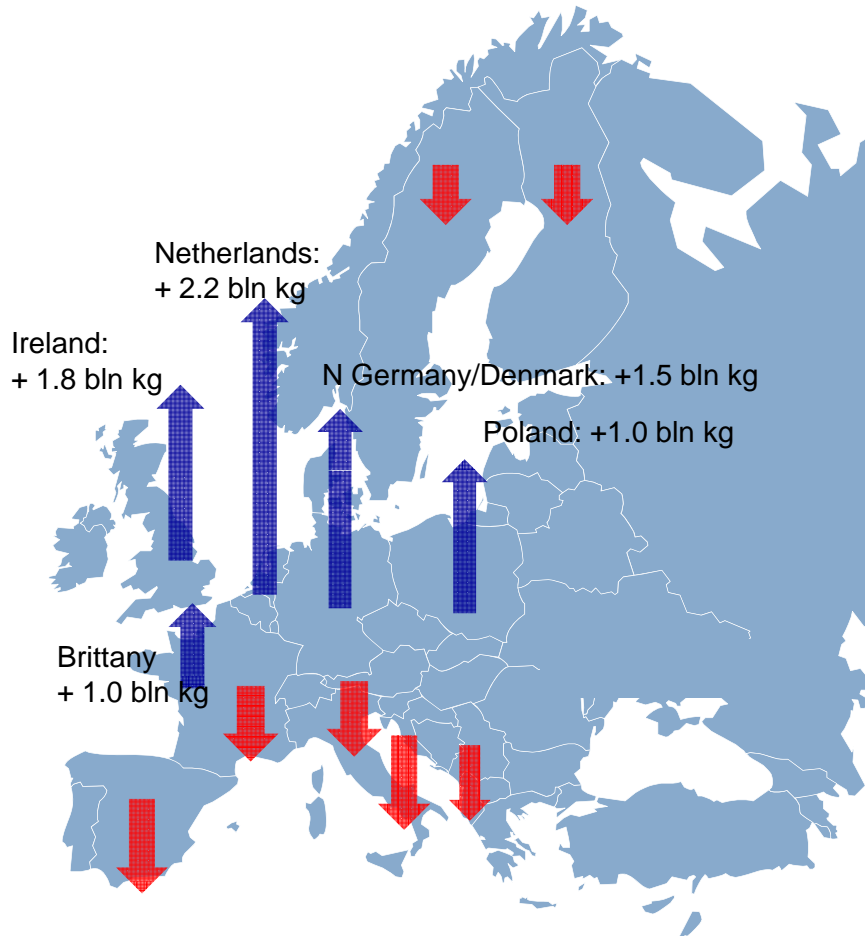 Netherlands:
+ 2.2 bln kg
Ireland:
+ 1.8 bln kg
N Germany/Denmark: +1.5 bln kg
Poland: +1.0 bln kg
Brittany
+ 1.0 bln kg